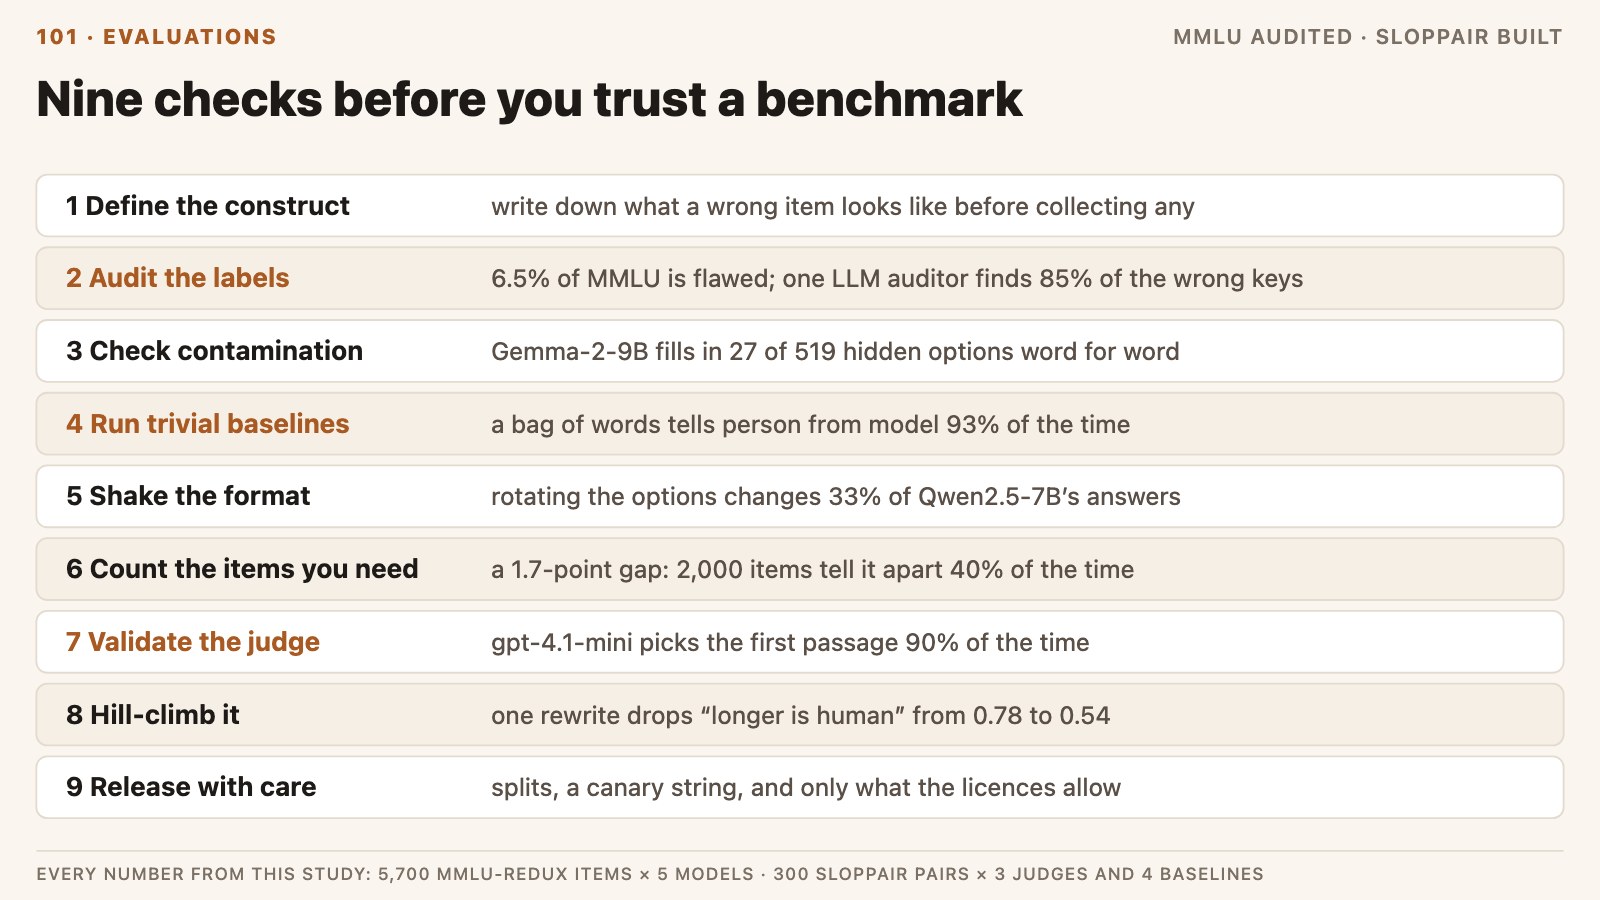 101 · EVALUATIONS
MMLU AUDITED · SLOPPAIR BUILT
Nine checks before you trust a benchmark
1 Define the construct
write down what a wrong item looks like before collecting any
2 Audit the labels
6.5% of MMLU is flawed; one LLM auditor finds 85% of the wrong keys
3 Check contamination
Gemma-2-9B fills in 27 of 519 hidden options word for word
4 Run trivial baselines
a bag of words tells person from model 93% of the time
5 Shake the format
rotating the options changes 33% of Qwen2.5-7B’s answers
6 Count the items you need
a 1.7-point gap: 2,000 items tell it apart 40% of the time
7 Validate the judge
gpt-4.1-mini picks the first passage 90% of the time
8 Hill-climb it
one rewrite drops “longer is human” from 0.78 to 0.54
9 Release with care
splits, a canary string, and only what the licences allow
EVERY NUMBER FROM THIS STUDY: 5,700 MMLU-REDUX ITEMS × 5 MODELS · 300 SLOPPAIR PAIRS × 3 JUDGES AND 4 BASELINES